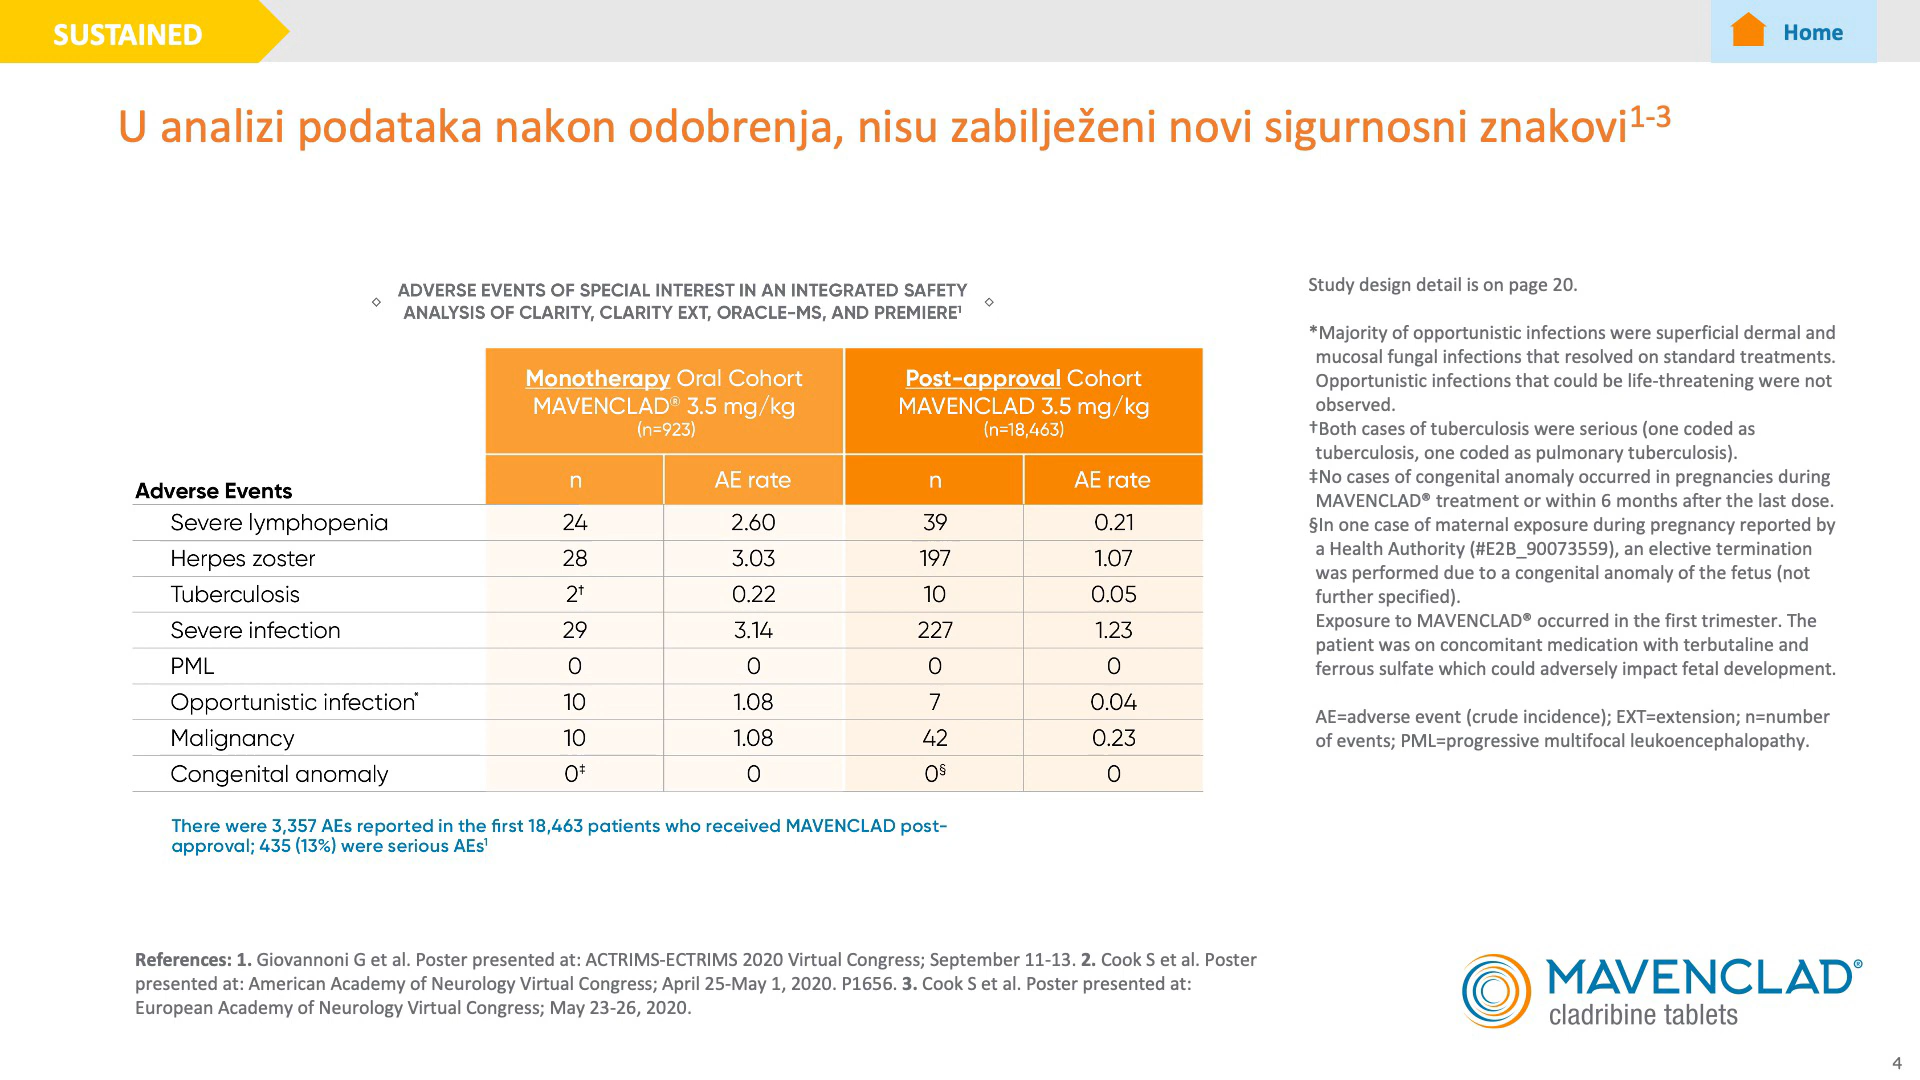 SUSTAINED
Home
U analizi podataka nakon odobrenja, nisu zabilježeni novi sigurnosni znakovi1-3
ADVERSE EVENTS OF SPECIAL INTEREST IN AN INTEGRATED SAFETY
ANALYSIS OF CLARITY, CLARITY EXT, ORACLE-MS, AND PREMIERE1
Monotherapy Oral Cohort
MAVENCLAD® 3.5 mg/kg
(n=923)
Post-approval Cohort
MAVENCLAD 3.5 mg/kg
(n=18,463)
Adverse Events n AE rate n AE rate
Severe lymphopenia 24 2.60 39 0.21
Herpes zoster 28 3.03 197 1.07
Tuberculosis 2† 0.22 10 0.05
Severe infection 29 3.14 227 1.23
PML 0 0 0 0
Opportunistic infection* 10 1.08 7 0.04
Malignancy 10 1.08 42 0.23
Congenital anomaly 0‡ 0 0§ 0
There were 3,357 AEs reported in the first 18,463 patients who received MAVENCLAD post-
approval; 435 (13%) were serious AEs1
Study design detail is on page 20.
*Majority of opportunistic infections were superficial dermal and
mucosal fungal infections that resolved on standard treatments.
Opportunistic infections that could be life-threatening were not
observed.
†Both cases of tuberculosis were serious (one coded as
tuberculosis, one coded as pulmonary tuberculosis).
‡No cases of congenital anomaly occurred in pregnancies during
MAVENCLAD® treatment or within 6 months after the last dose.
§In one case of maternal exposure during pregnancy reported by
a Health Authority (#E2B_90073559), an elective termination
was performed due to a congenital anomaly of the fetus (not
further specified).
Exposure to MAVENCLAD® occurred in the first trimester. The
patient was on concomitant medication with terbutaline and
ferrous sulfate which could adversely impact fetal development.
AE=adverse event (crude incidence); EXT=extension; n=number
of events; PML=progressive multifocal leukoencephalopathy.
References: 1. Giovannoni G et al. Poster presented at: ACTRIMS-ECTRIMS 2020 Virtual Congress; September 11-13. 2. Cook S et al. Poster
presented at: American Academy of Neurology Virtual Congress; April 25-May 1, 2020. P1656. 3. Cook S et al. Poster presented at:
European Academy of Neurology Virtual Congress; May 23-26, 2020.
MAVENCLAD®
cladribine tablets
4